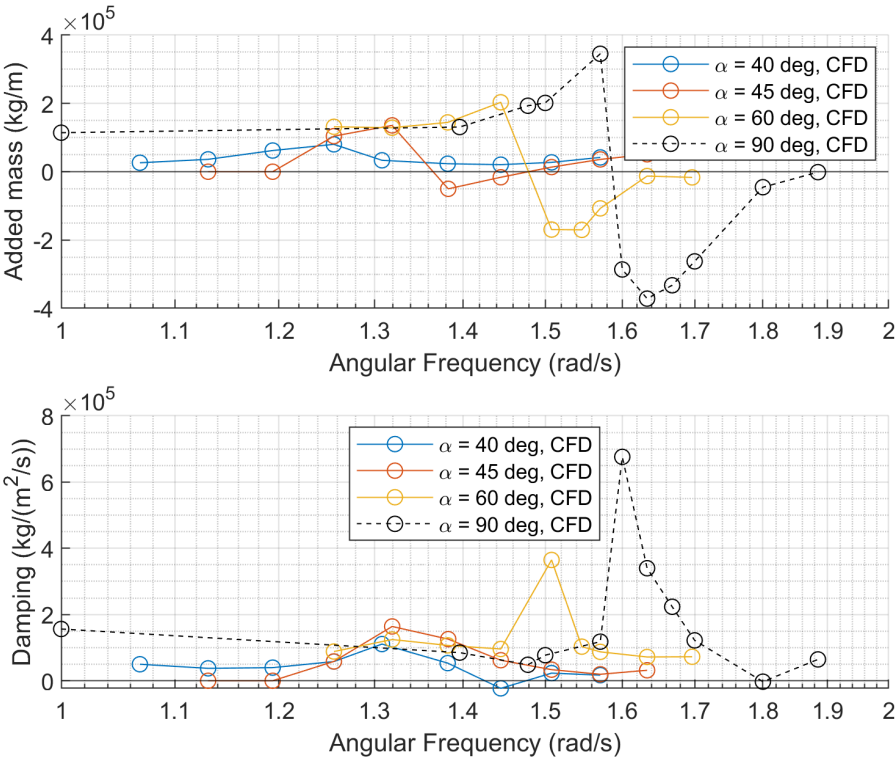 ×10^5
4
2
0
-2
-4
Added mass (kg/m)
α = 40 deg, CFD
α = 45 deg, CFD
α = 60 deg, CFD
α = 90 deg, CFD
1 1.1 1.2 1.3 1.4 1.5 1.6 1.7 1.8 1.9 2
Angular Frequency (rad/s)
×10^5
8
6
4
2
0
Damping (kg/(m^2/s))
α = 40 deg, CFD
α = 45 deg, CFD
α = 60 deg, CFD
α = 90 deg, CFD
1 1.1 1.2 1.3 1.4 1.5 1.6 1.7 1.8 1.9 2
Angular Frequency (rad/s)